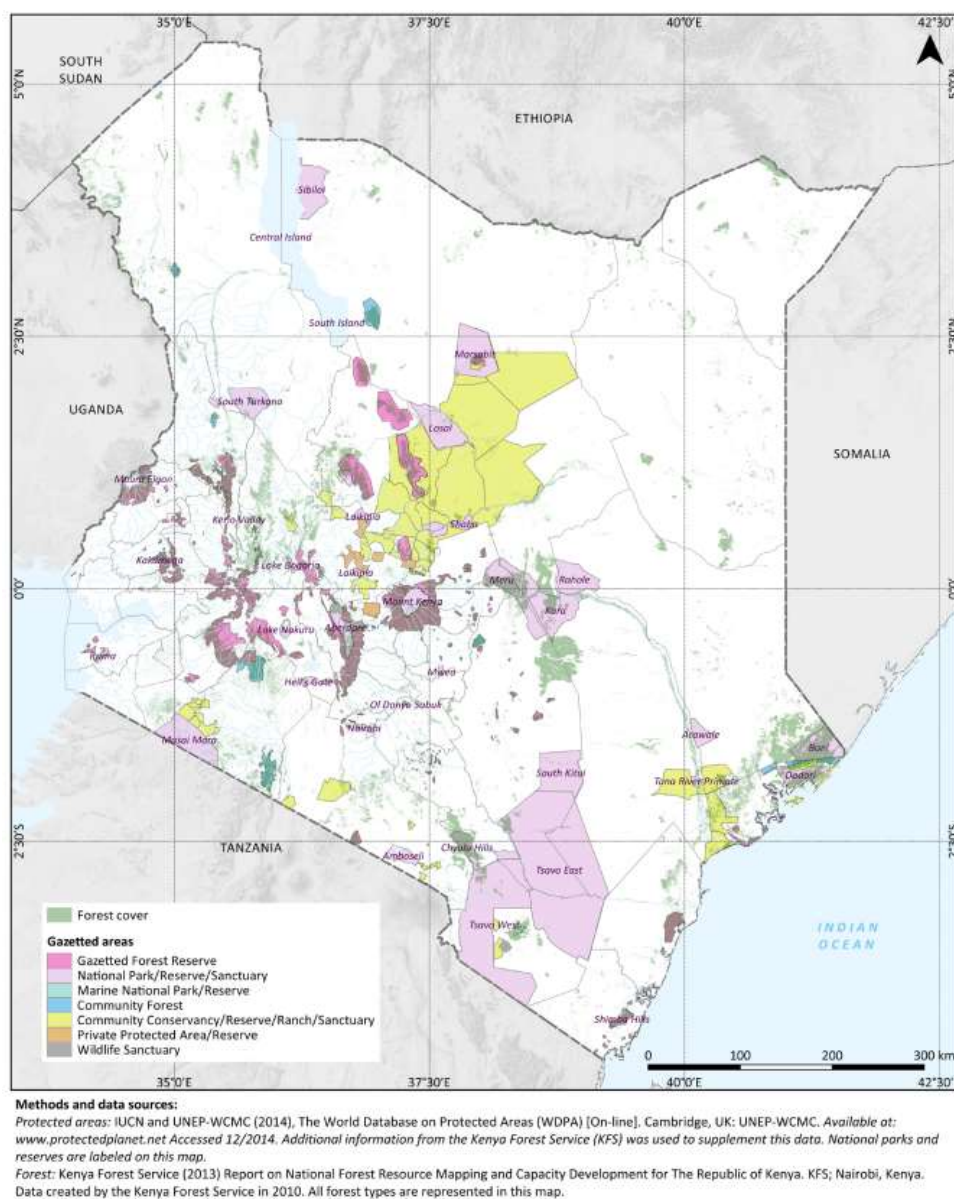 35°0'E 37°30'E 40°0'E 42°30'E
SOUTH
SUDAN
5°0'N
5°0'N
ETHIOPIA
Sibiloi
Central Island
South Island
2°30'N
2°30'N
Marsabit
UGANDA
South Turkana
Losai
SOMALIA
Mount Elgon
Kerio Valley
Laikipia
Shaba
Kakamega
Lake Bogoria
Laikipia
Meru
Rahole
0°0'
0°0'
Mount Kenya
Kora
Ruma
Lake Nakuru
Aberdare
Hell's Gate
Mwea
Ol Donyo Sabuk
Masai Mara
Nairobi
Arawale
Boni
South Kitui
Tana River Primate
Dodori
2°30'S
2°30'S
TANZANIA
Amboseli
Chyulu Hills
Tsavo East
Tsavo West
INDIAN
OCEAN
Shimba Hills
Forest cover
Gazetted areas
Gazetted Forest Reserve
National Park/Reserve/Sanctuary
Marine National Park/Reserve
Community Forest
Community Conservancy/Reserve/Ranch/Sanctuary
Private Protected Area/Reserve
Wildlife Sanctuary
0 100 200 300 km
35°0'E 37°30'E 40°0'E 42°30'E
Methods and data sources:
Protected areas: IUCN and UNEP-WCMC (2014), The World Database on Protected Areas (WDPA) [On-line]. Cambridge, UK: UNEP-WCMC. Available at:
www.protectedplanet.net Accessed 12/2014. Additional information from the Kenya Forest Service (KFS) was used to supplement this data. National parks and
reserves are labeled on this map.
Forest: Kenya Forest Service (2013) Report on National Forest Resource Mapping and Capacity Development for The Republic of Kenya. KFS; Nairobi, Kenya.
Data created by the Kenya Forest Service in 2010. All forest types are represented in this map.